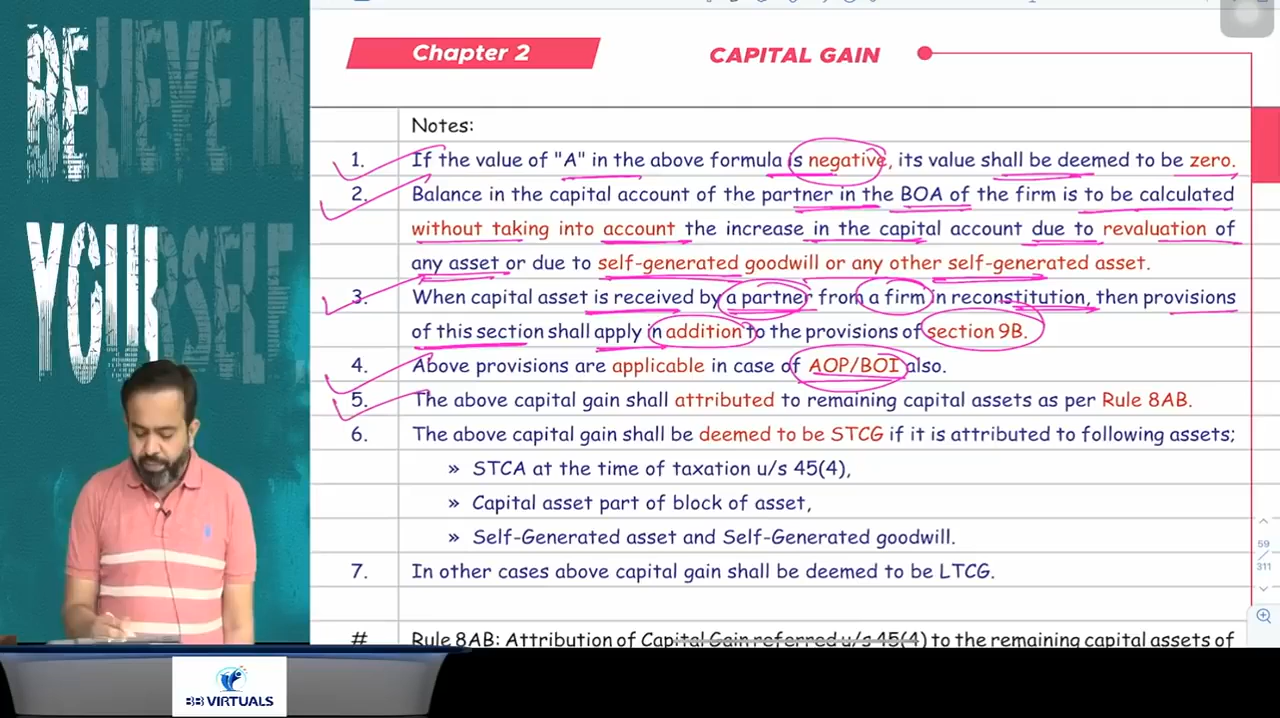 BELIEVE IN
YOURSELF
Chapter 2
CAPITAL GAIN
Notes:
1. If the value of "A" in the above formula is negative, its value shall be deemed to be zero.
2. Balance in the capital account of the partner in the BOA of the firm is to be calculated
without taking into account the increase in the capital account due to revaluation of
any asset or due to self-generated goodwill or any other self-generated asset.
3. When capital asset is received by a partner from a firm in reconstitution, then provisions
of this section shall apply in addition to the provisions of section 9B.
4. Above provisions are applicable in case of AOP/BOI also.
5. The above capital gain shall attributed to remaining capital assets as per Rule 8AB.
6. The above capital gain shall be deemed to be STCG if it is attributed to following assets;
» STCA at the time of taxation u/s 45(4),
» Capital asset part of block of asset,
» Self-Generated asset and Self-Generated goodwill.
7. In other cases above capital gain shall be deemed to be LTCG.
# Rule 8AB: Attribution of Capital Gain referred u/s 45(4) to the remaining capital assets of
59
311
BB VIRTUALS